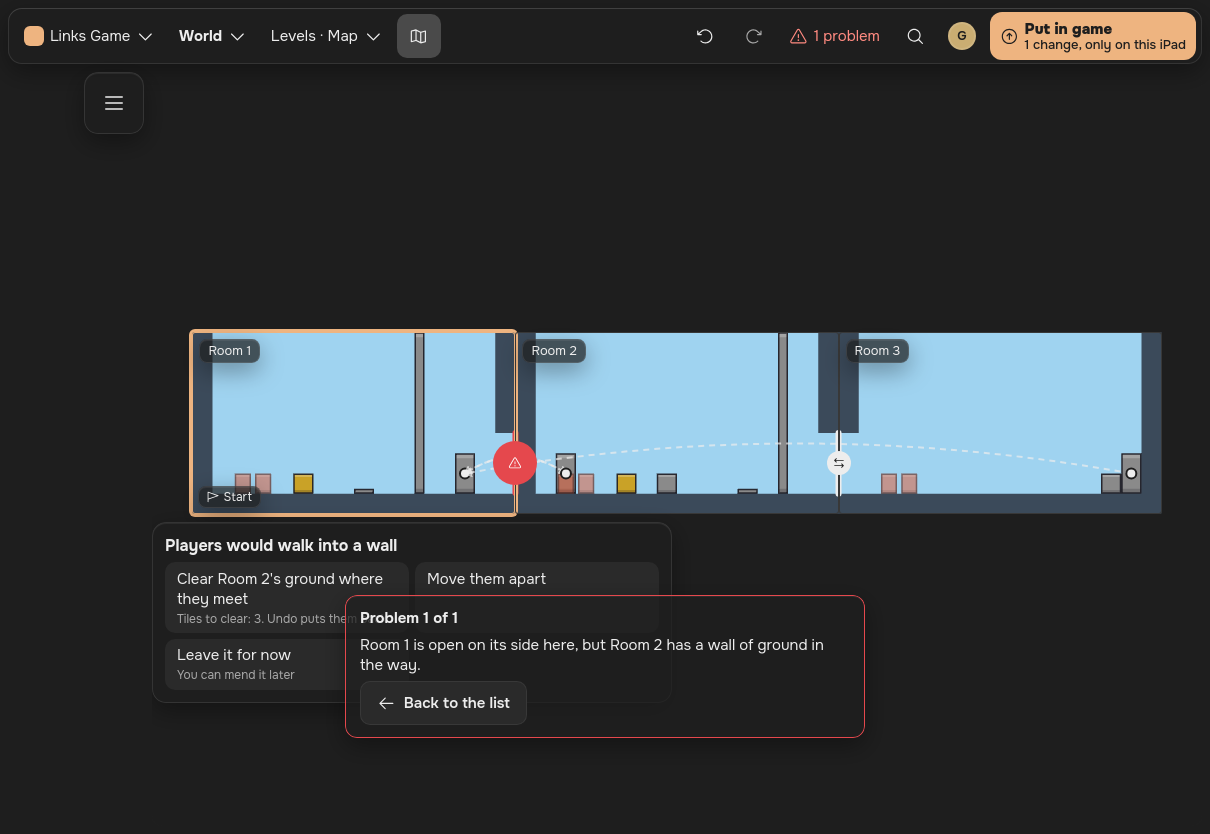 Links Game
World
Levels · Map
1 problem
G
Put in game
1 change, only on this iPad
Room 1
Room 2
Room 3
Start
Players would walk into a wall
Clear Room 2's ground where
they meet
Tiles to clear: 3. Undo puts them
Move them apart
Leave it for now
You can mend it later
Problem 1 of 1
Room 1 is open on its side here, but Room 2 has a wall of ground in
the way.
Back to the list